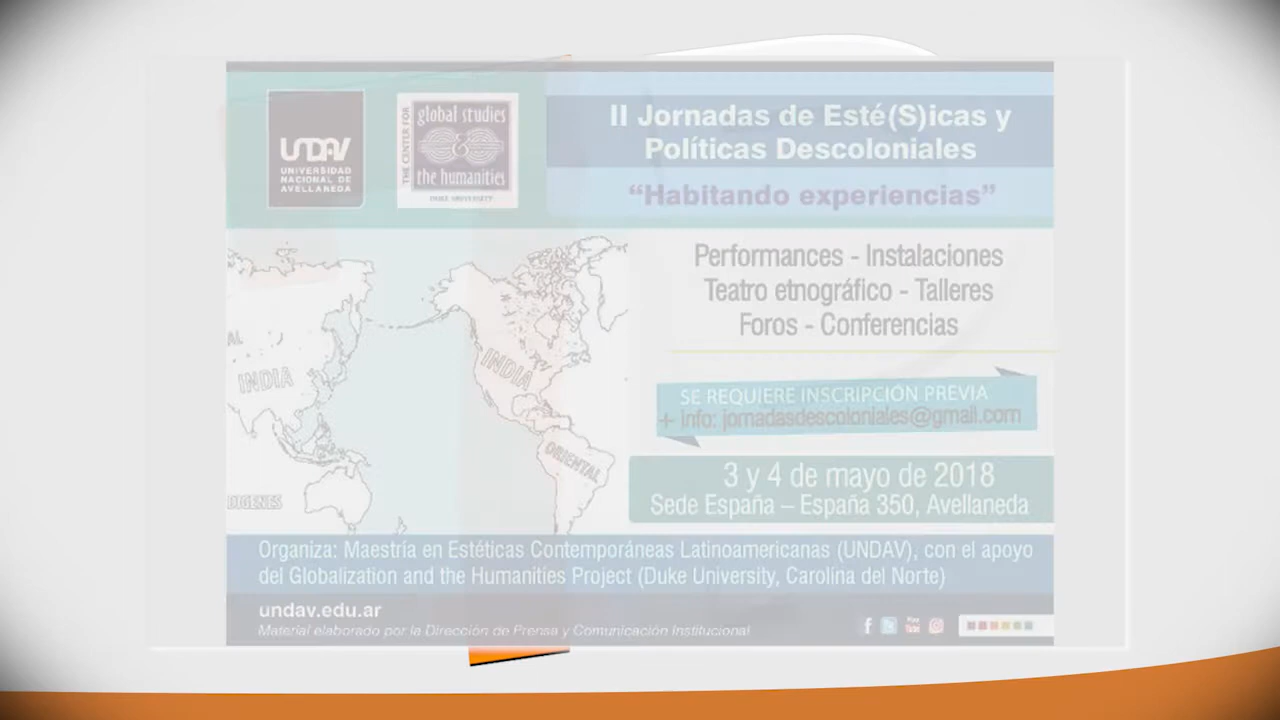 UNDAV
UNIVERSIDAD
NACIONAL DE
AVELLANEDA
THE CENTER FOR
global studies
&
the humanities
DUKE UNIVERSITY
II Jornadas de Esté(S)icas y
Políticas Descoloniales
“Habitando experiencias”
Performances - Instalaciones
Teatro etnográfico - Talleres
Foros - Conferencias
INDIA
INDIA
ORIENTAL
SE REQUIERE INSCRIPCIÓN PREVIA
+ info: jornadasdescoloniales@gmail.com
3 y 4 de mayo de 2018
Sede España – España 350, Avellaneda
Organiza: Maestría en Estéticas Contemporáneas Latinoamericanas (UNDAV), con el apoyo
del Globalization and the Humanities Project (Duke University, Carolina del Norte)
undav.edu.ar
Material elaborado por la Dirección de Prensa y Comunicación Institucional